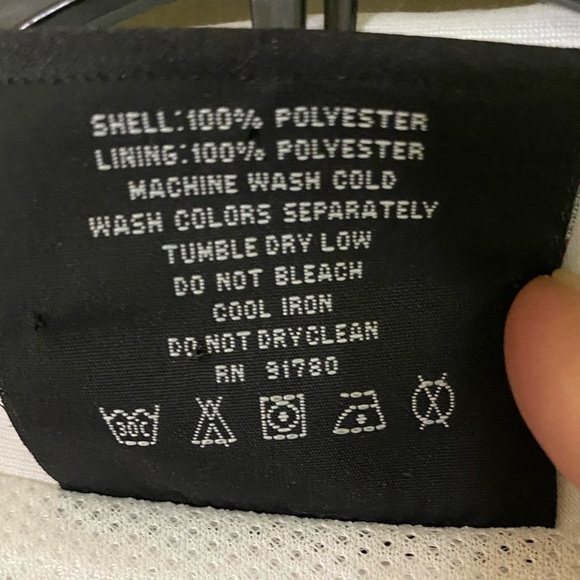 SHELL:100% POLYESTER
LINING:100% POLYESTER
MACHINE WASH COLD
WASH COLORS SEPARATELY
TUMBLE DRY LOW
DO NOT BLEACH
COOL IRON
DO NOT DRYCLEAN
RN 91780
30C